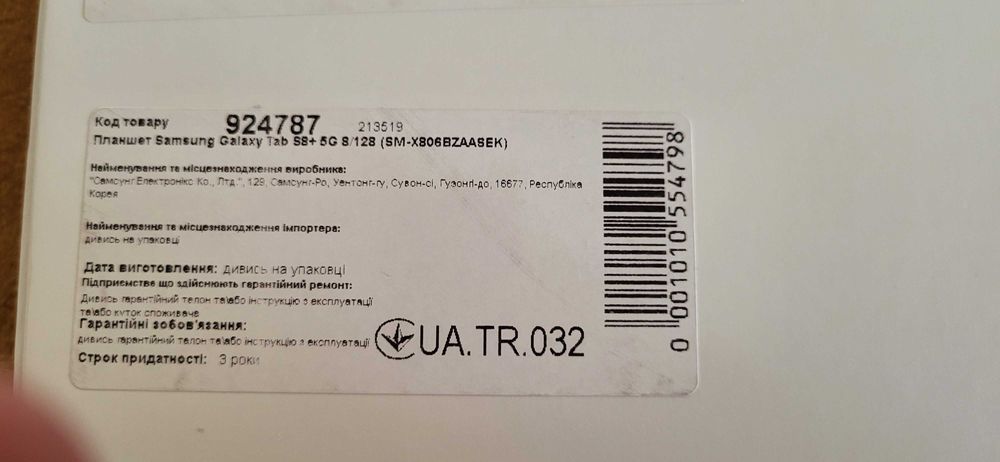 Код товару 924787 213519
Планшет Samsung Galaxy Tab S8+ 5G 8/128 (SM-X806BZAASEK)
Найменування та місцезнаходження виробника:
"Самсунг Електронікс Ко., Лтд.", 129, Самсунг-Ро, Уентонг-гу, Сувон-сі, Гуэонгі-до, 16677, Республіка
Корея
Найменування та місцезнаходження імпортера:
дивись на упаковці
Дата виготовлення: дивись на упаковці
Підприємства що здійснюють гарантійний ремонт:
Дивись гарантійний талон та\або інструкцію з експлуатації
та\або куток споживача
Гарантійні зобов'язання:
дивись гарантійний талон та\або інструкцію з експлуатації
Строк придатності: 3 роки
UA.TR.032
0 001010 554798